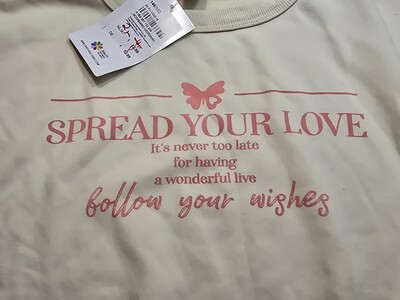 SPREAD YOUR LOVE
It's never too late
for having
a wonderful live
follow your wishes